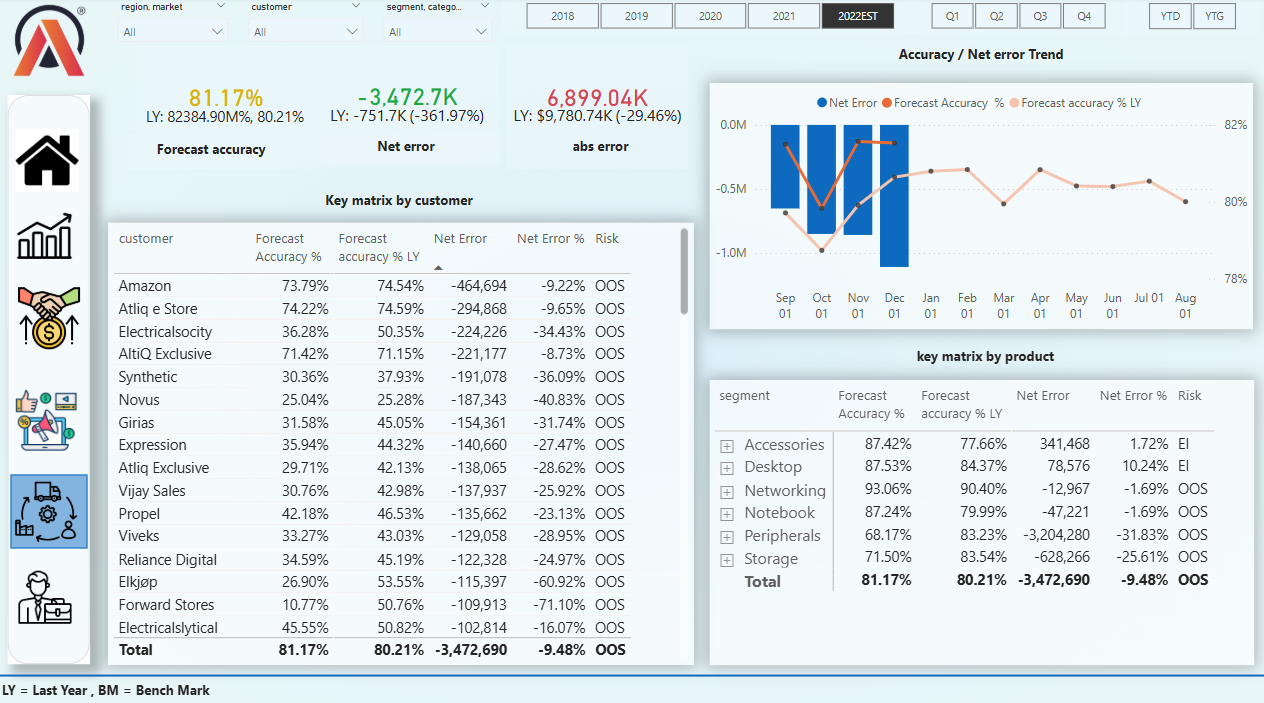 region, market customer segment, catego...
All All All
2018 2019 2020 2021 2022EST Q1 Q2 Q3 Q4 YTD YTG
®
81.17%
LY: 82384.90M%, 80.21%
Forecast accuracy
-3,472.7K
LY: -751.7K (-361.97%)
Net error
6,899.04K
LY: $9,780.74K (-29.46%)
abs error
Accuracy / Net error Trend
Net Error Forecast Accuracy % Forecast accuracy % LY
0.0M
-0.5M
-1.0M
82%
80%
78%
Sep 01 Oct 01 Nov 01 Dec 01 Jan 01 Feb 01 Mar 01 Apr 01 May 01 Jun 01 Jul 01 Aug 01
Key matrix by customer
customer Forecast Accuracy % Forecast accuracy % LY Net Error Net Error % Risk
Amazon 73.79% 74.54% -464,694 -9.22% OOS
Atliq e Store 74.22% 74.59% -294,868 -9.65% OOS
Electricalsocity 36.28% 50.35% -224,226 -34.43% OOS
AltiQ Exclusive 71.42% 71.15% -221,177 -8.73% OOS
Synthetic 30.36% 37.93% -191,078 -36.09% OOS
Novus 25.04% 25.28% -187,343 -40.83% OOS
Girias 31.58% 45.05% -154,361 -31.74% OOS
Expression 35.94% 44.32% -140,660 -27.47% OOS
Atliq Exclusive 29.71% 42.13% -138,065 -28.62% OOS
Vijay Sales 30.76% 42.98% -137,937 -25.92% OOS
Propel 42.18% 46.53% -135,662 -23.13% OOS
Viveks 33.27% 43.03% -129,058 -28.95% OOS
Reliance Digital 34.59% 45.19% -122,328 -24.97% OOS
Elkjøp 26.90% 53.55% -115,397 -60.92% OOS
Forward Stores 10.77% 50.76% -109,913 -71.10% OOS
Electricalslytical 45.55% 50.82% -102,814 -16.07% OOS
Total 81.17% 80.21% -3,472,690 -9.48% OOS
key matrix by product
segment Forecast Accuracy % Forecast accuracy % LY Net Error Net Error % Risk
Accessories 87.42% 77.66% 341,468 1.72% EI
Desktop 87.53% 84.37% 78,576 10.24% EI
Networking 93.06% 90.40% -12,967 -1.69% OOS
Notebook 87.24% 79.99% -47,221 -1.69% OOS
Peripherals 68.17% 83.23% -3,204,280 -31.83% OOS
Storage 71.50% 83.54% -628,266 -25.61% OOS
Total 81.17% 80.21% -3,472,690 -9.48% OOS
LY = Last Year , BM = Bench Mark